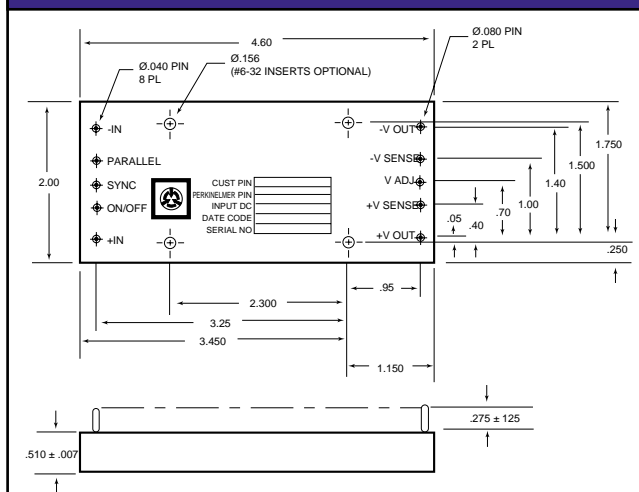 4.60
Ø.040 PIN
8 PL
Ø.156
(#6-32 INSERTS OPTIONAL)
Ø.080 PIN
2 PL
-IN
PARALLEL
SYNC
ON/OFF
+IN
2.00
CUST PIN
PERKINELMER PIN
INPUT DC
DATE CODE
SERIAL NO
-V OUT
-V SENSE
V ADJ
+V SENSE
+V OUT
.05
.40
.70
1.00
1.40
1.500
1.750
.250
2.300
.95
3.25
3.450
1.150
.275 ± 125
.510 ± .007